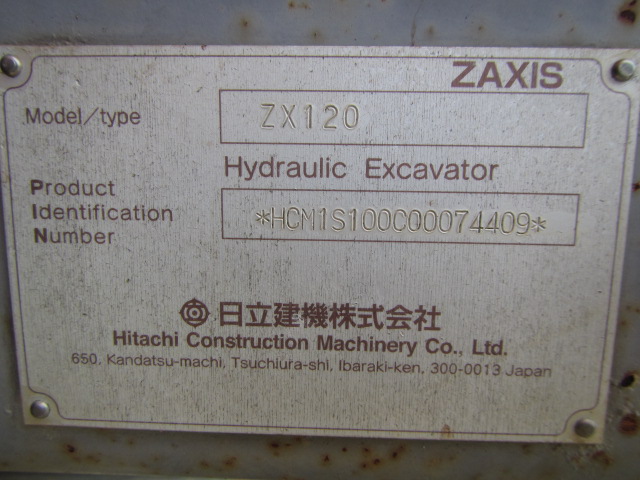 ZAXIS
Model/type ZX120
Hydraulic Excavator
Product
Identification
Number
*HCM1S100C00074409*
日立建機株式会社
Hitachi Construction Machinery Co., Ltd.
650, Kandatsu-machi, Tsuchiura-shi, Ibaraki-ken, 300-0013 Japan